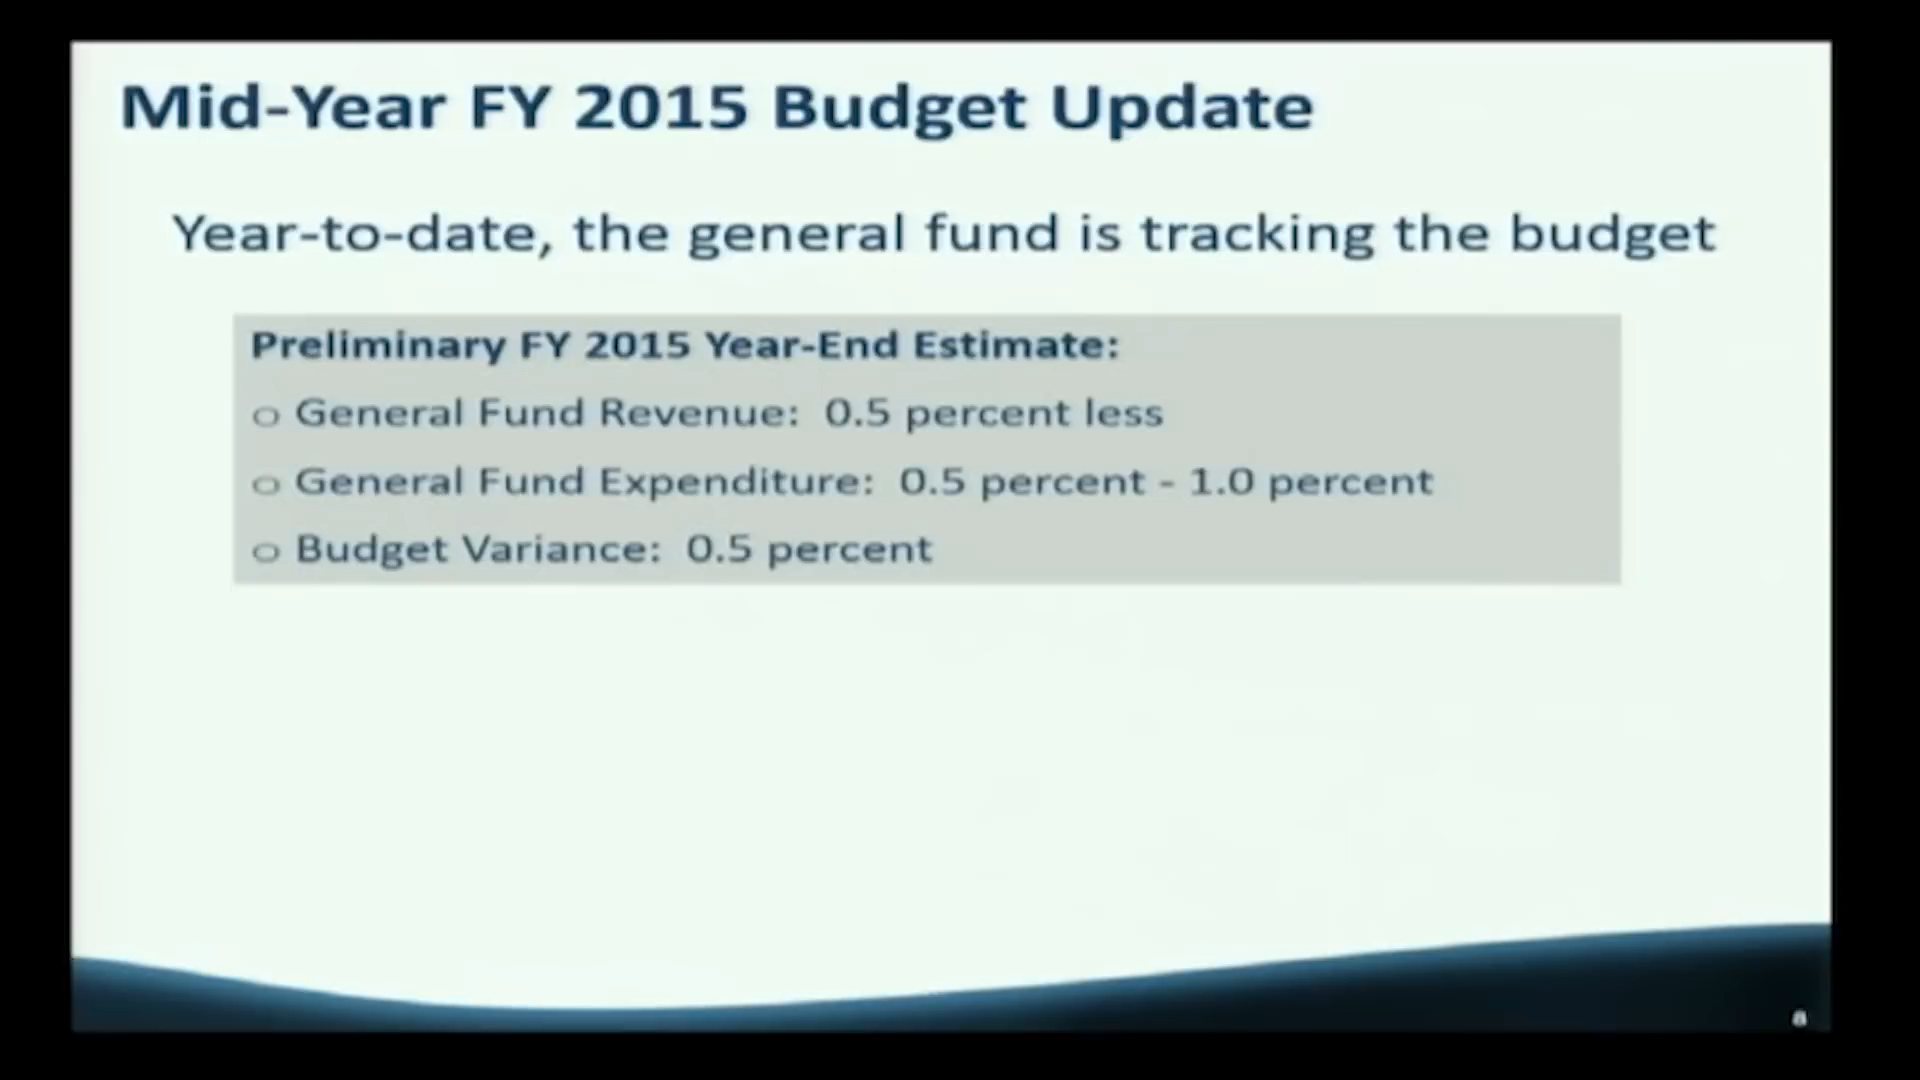 Mid-Year FY 2015 Budget Update
Year-to-date, the general fund is tracking the budget
Preliminary FY 2015 Year-End Estimate:
o General Fund Revenue: 0.5 percent less
o General Fund Expenditure: 0.5 percent - 1.0 percent
o Budget Variance: 0.5 percent